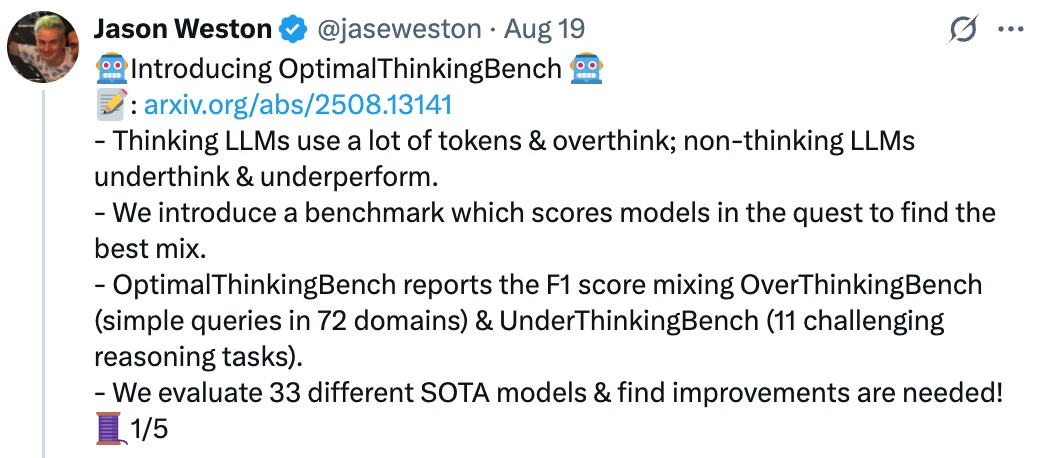 Jason Weston @jaseweston · Aug 19
🤖Introducing OptimalThinkingBench 🤖
📝: arxiv.org/abs/2508.13141
- Thinking LLMs use a lot of tokens & overthink; non-thinking LLMs
underthink & underperform.
- We introduce a benchmark which scores models in the quest to find the
best mix.
- OptimalThinkingBench reports the F1 score mixing OverThinkingBench
(simple queries in 72 domains) & UnderThinkingBench (11 challenging
reasoning tasks).
- We evaluate 33 different SOTA models & find improvements are needed!
🧵1/5